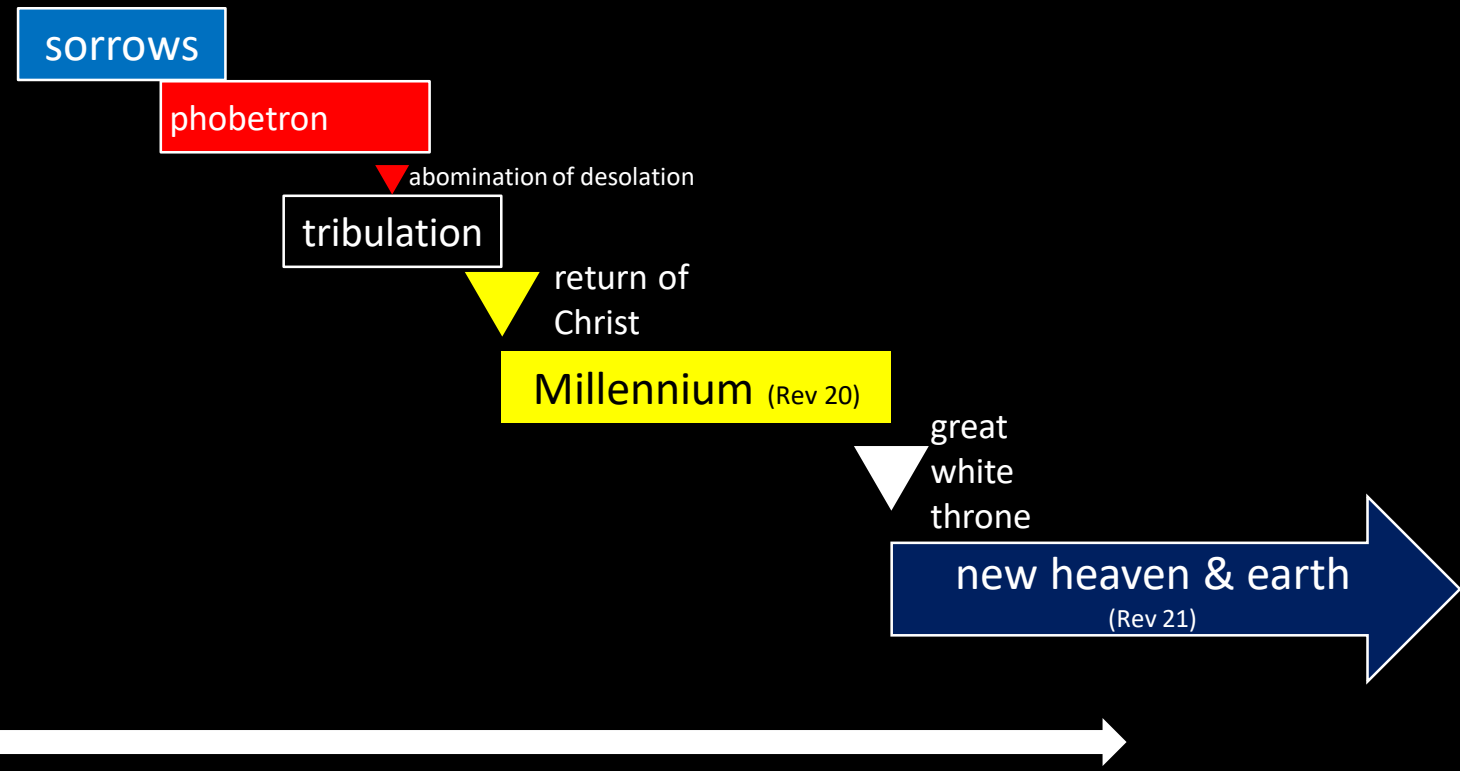 sorrows
phobetron
abomination of desolation
tribulation
return of
Christ
Millennium (Rev 20)
great
white
throne
new heaven & earth
(Rev 21)